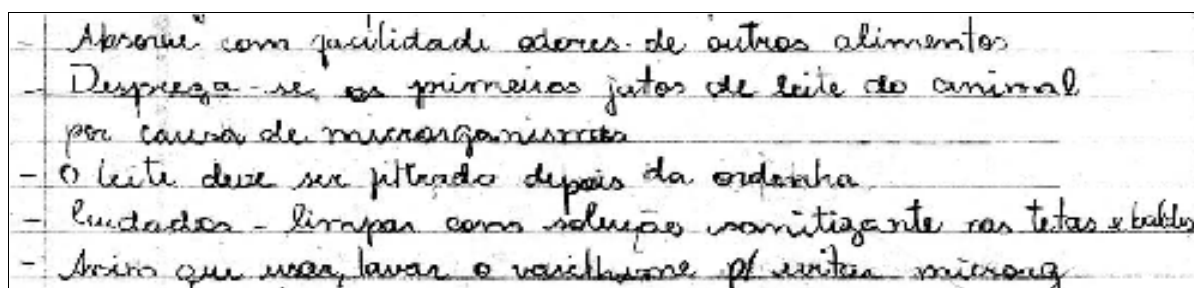 - Absorve com facilidade odores de outros alimentos
- Despreza-se os primeiros jatos de leite do animal
por causa de microrganismos
- O leite deve ser filtrado depois da ordenha
- Cuidados - limpar com solução sanitizante nas tetas e baldes
- Assim que usar, lavar o vasilhame p/ evitar microrg